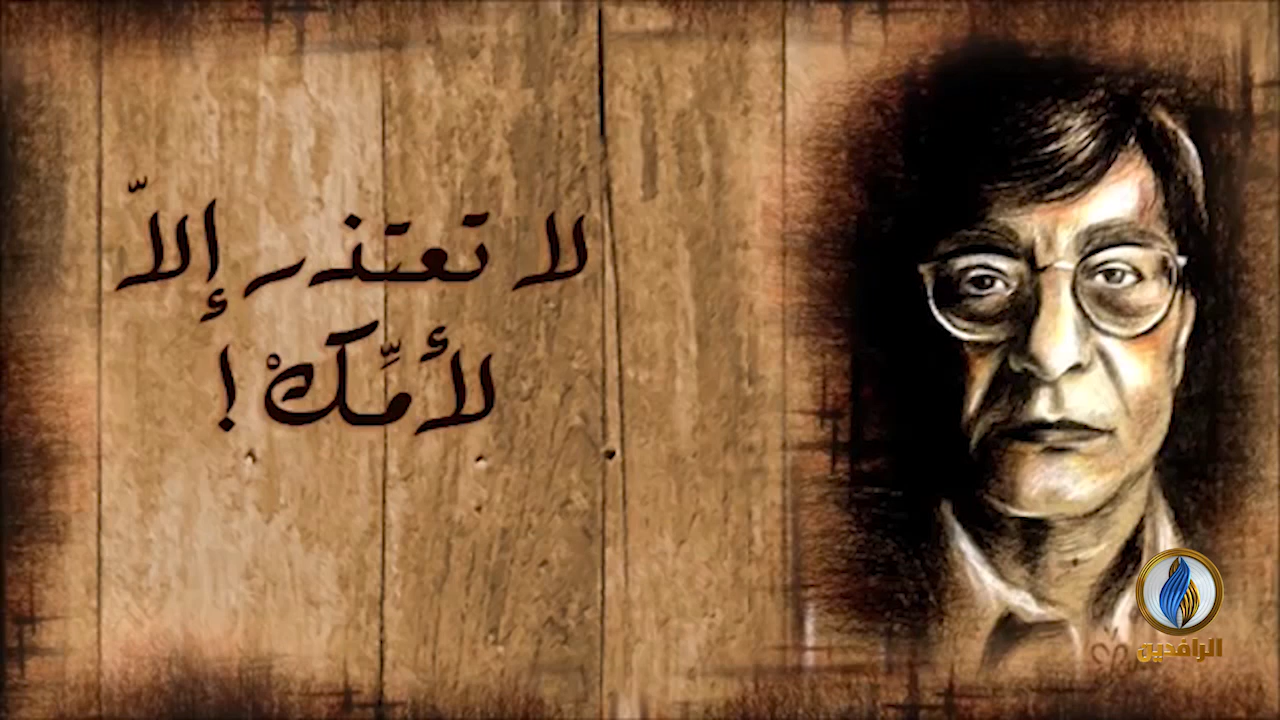 لا تعتذر إلاّ
لأمِّكْ !
الرافدين